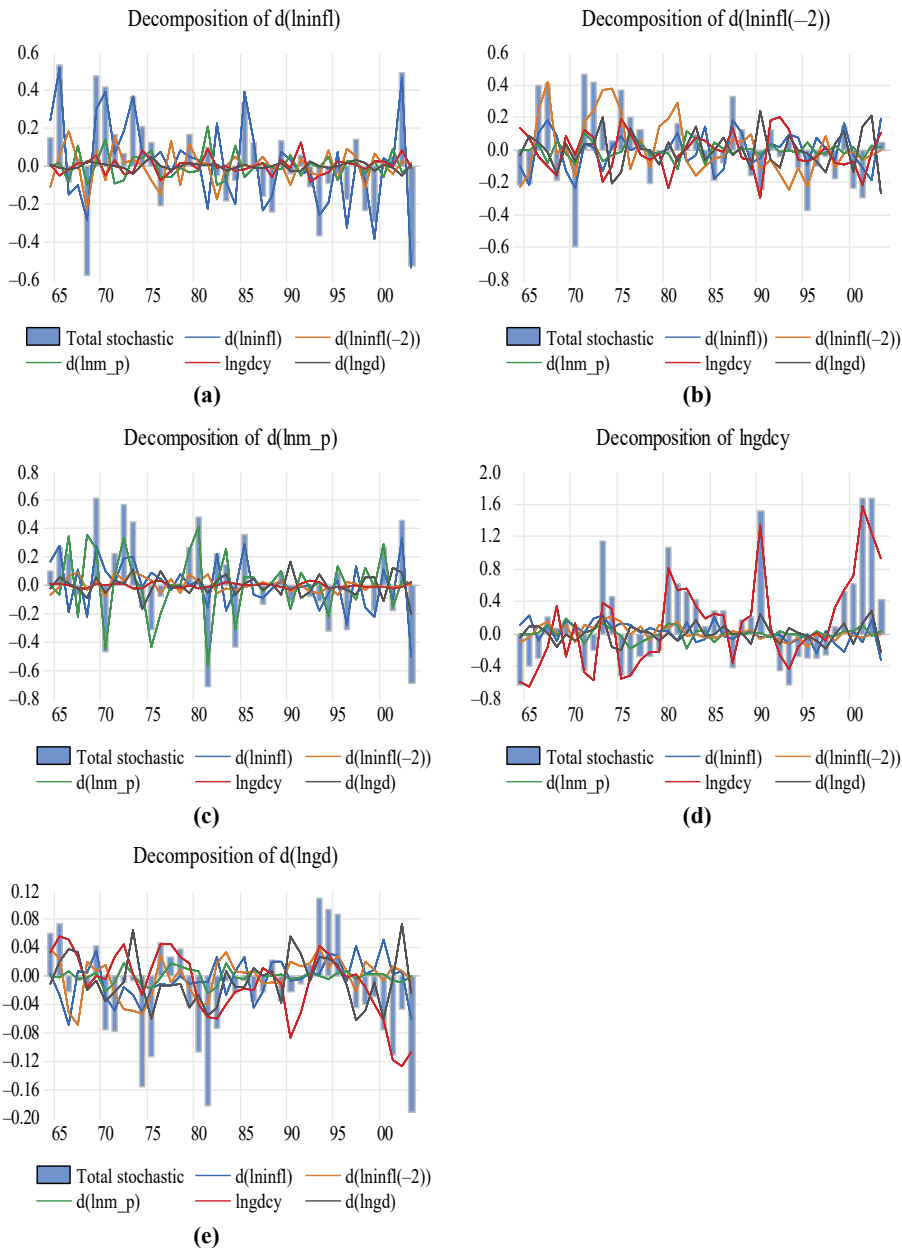 Decomposition of d(lninfl)
0.6
0.4
0.2
0.0
–0.2
–0.4
–0.6
65 70 75 80 85 90 95 00
Total stochastic d(lninfl) d(lninfl(–2))
d(lnm_p) lngdcy d(lngd)
(a)
Decomposition of d(lninfl(–2))
0.6
0.4
0.2
0.0
–0.2
–0.4
–0.6
–0.8
65 70 75 80 85 90 95 00
Total stochastic d(lninfl)) d(lninfl(–2))
d(lnm_p) lngdcy d(lngd)
(b)
Decomposition of d(lnm_p)
0.8
0.6
0.4
0.2
0.0
–0.2
–0.4
–0.6
–0.8
65 70 75 80 85 90 95 00
Total stochastic d(lninfl) d(lninfl(–2))
d(lnm_p) lngdcy d(lngd)
(c)
Decomposition of lngdcy
2.0
1.6
1.2
0.8
0.4
0.0
–0.4
–0.8
65 70 75 80 85 90 95 00
Total stochastic d(lninfl) d(lninfl(–2))
d(lnm_p) lngdcy d(lngd)
(d)
Decomposition of d(lngd)
0.12
0.08
0.04
0.00
–0.04
–0.08
–0.12
–0.16
–0.20
65 70 75 80 85 90 95 00
Total stochastic d(lninfl) d(lninfl(–2))
d(lnm_p) lngdcy d(lngd)
(e)